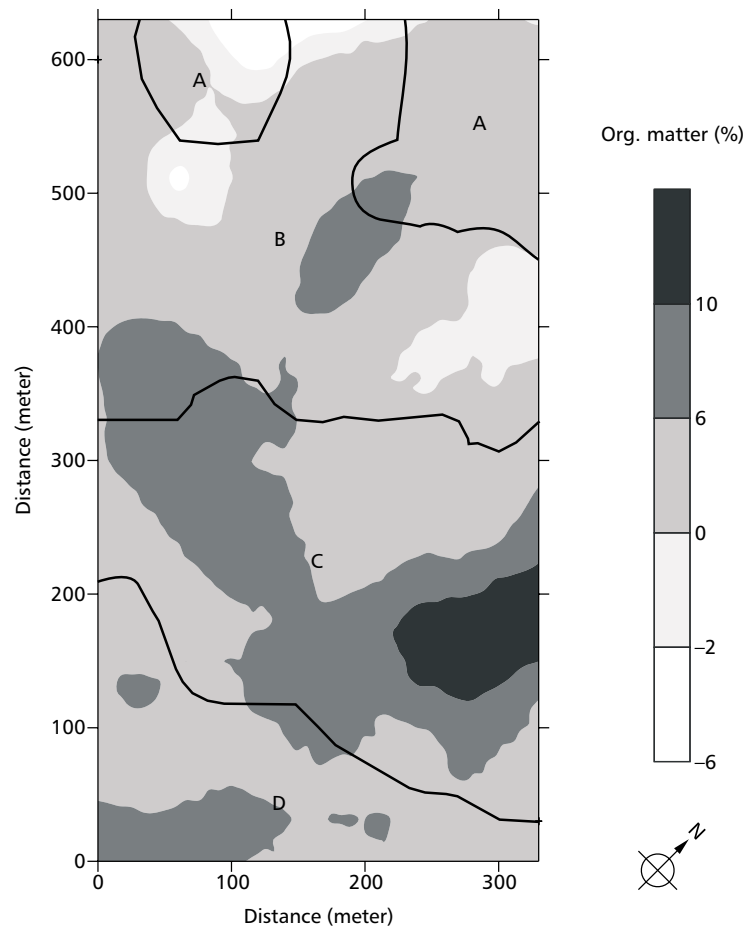 600
A
A
Org. matter (%)
500
B
10
400
Distance (meter)
6
300
0
C
200
–2
100
–6
D
N
0
0 100 200 300
Distance (meter)